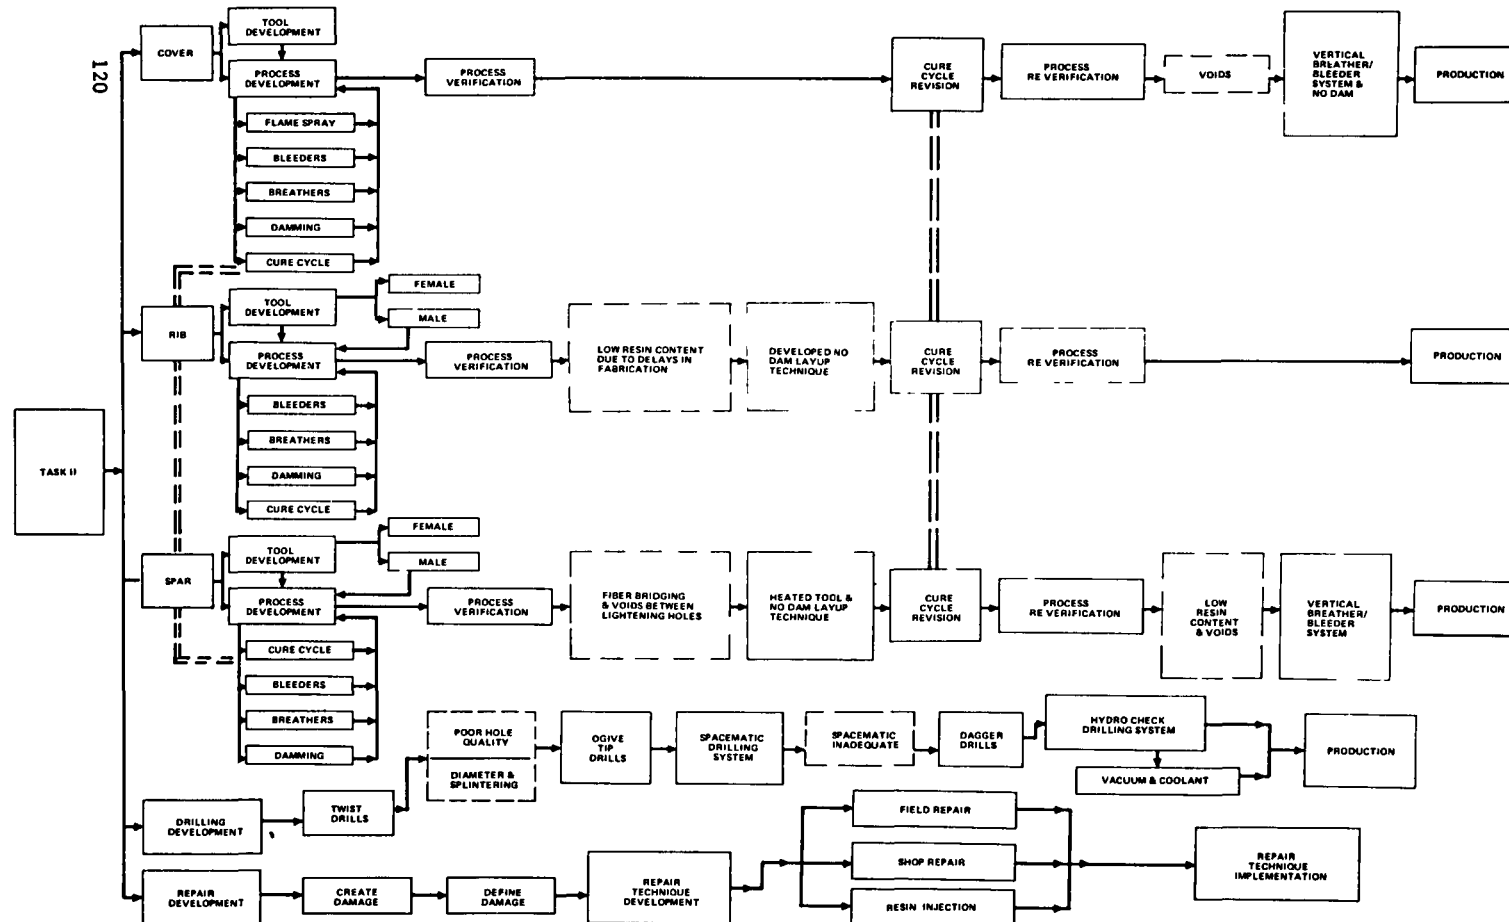 120
TASK II
COVER
TOOL
DEVELOPMENT
PROCESS
DEVELOPMENT
FLAME SPRAY
BLEEDERS
BREATHERS
DAMMING
CURE CYCLE
PROCESS
VERIFICATION
CURE
CYCLE
REVISION
PROCESS
RE VERIFICATION
VOIDS
VERTICAL
BREATHER/
BLEEDER
SYSTEM &
NO DAM
PRODUCTION
RIB
TOOL
DEVELOPMENT
FEMALE
MALE
PROCESS
DEVELOPMENT
BLEEDERS
BREATHERS
DAMMING
CURE CYCLE
PROCESS
VERIFICATION
LOW RESIN CONTENT
DUE TO DELAYS IN
FABRICATION
DEVELOPED NO
DAM LAYUP
TECHNIQUE
CURE
CYCLE
REVISION
PROCESS
RE VERIFICATION
PRODUCTION
SPAR
TOOL
DEVELOPMENT
FEMALE
MALE
PROCESS
DEVELOPMENT
CURE CYCLE
BLEEDERS
BREATHERS
DAMMING
PROCESS
VERIFICATION
FIBER BRIDGING
& VOIDS BETWEEN
LIGHTENING HOLES
HEATED TOOL &
NO DAM LAYUP
TECHNIQUE
CURE
CYCLE
REVISION
PROCESS
RE VERIFICATION
LOW
RESIN
CONTENT
& VOIDS
VERTICAL
BREATHER/
BLEEDER
SYSTEM
PRODUCTION
DRILLING
DEVELOPMENT
TWIST
DRILLS
POOR HOLE
QUALITY
DIAMETER &
SPLINTERING
OGIVE
TIP
DRILLS
SPACEMATIC
DRILLING
SYSTEM
SPACEMATIC
INADEQUATE
DAGGER
DRILLS
HYDRO CHECK
DRILLING SYSTEM
VACUUM & COOLANT
PRODUCTION
REPAIR
DEVELOPMENT
CREATE
DAMAGE
DEFINE
DAMAGE
REPAIR
TECHNIQUE
DEVELOPMENT
FIELD REPAIR
SHOP REPAIR
RESIN INJECTION
REPAIR
TECHNIQUE
IMPLEMENTATION